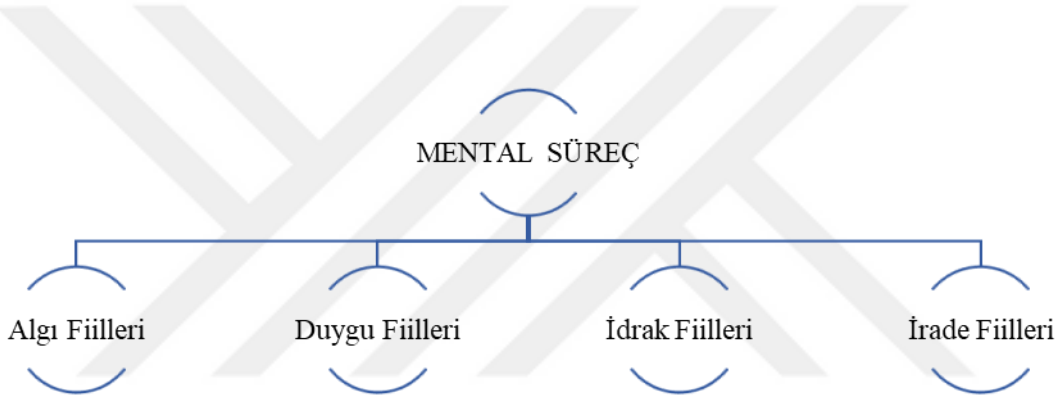 MENTAL SÜREÇ
Algı Fiilleri
Duygu Fiilleri
İdrak Fiilleri
İrade Fiilleri